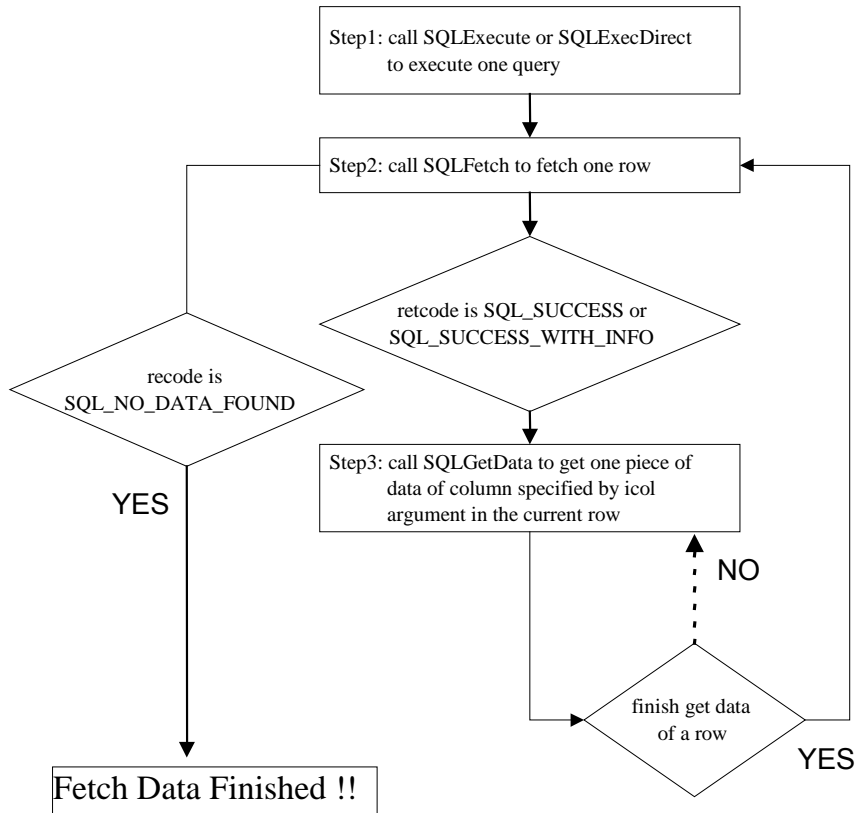 Step1: call SQLExecute or SQLExecDirect
to execute one query
Step2: call SQLFetch to fetch one row
retcode is SQL_SUCCESS or
SQL_SUCCESS_WITH_INFO
recode is
SQL_NO_DATA_FOUND
Step3: call SQLGetData to get one piece of
data of column specified by icol
argument in the current row
YES
NO
finish get data
of a row
YES
Fetch Data Finished !!